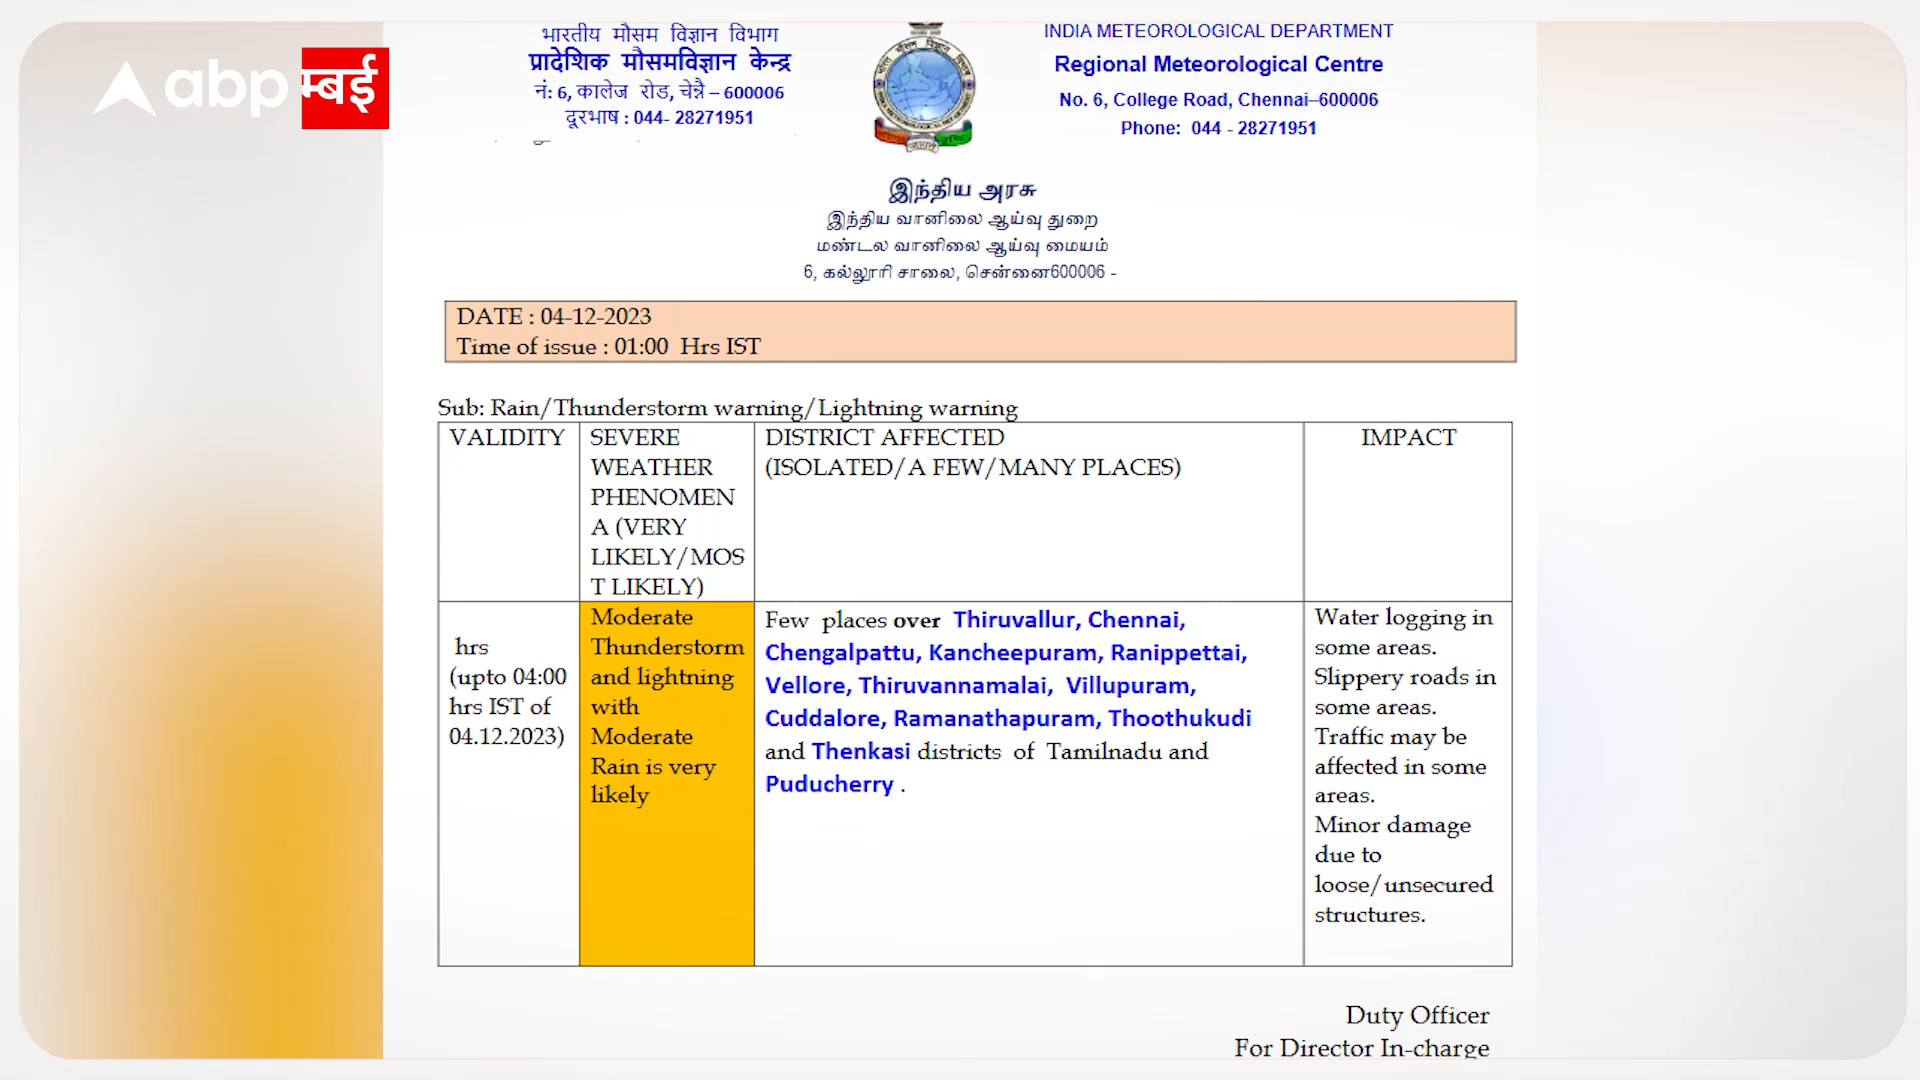 abp म्बई
भारतीय मौसम विज्ञान विभाग
प्रादेशिक मौसमविज्ञान केन्द्र
नं: 6, कालेज रोड, चेन्नै – 600006
दूरभाष : 044- 28271951
INDIA METEOROLOGICAL DEPARTMENT
Regional Meteorological Centre
No. 6, College Road, Chennai–600006
Phone: 044 - 28271951
இந்திய அரசு
இந்திய வானிலை ஆய்வு துறை
மண்டல வானிலை ஆய்வு மையம்
6, கல்லூரி சாலை, சென்னை600006 -
DATE : 04-12-2023
Time of issue : 01:00 Hrs IST
Sub: Rain/Thunderstorm warning/Lightning warning
VALIDITY
SEVERE
WEATHER
PHENOMEN
A (VERY
LIKELY/MOS
T LIKELY)
DISTRICT AFFECTED
(ISOLATED/A FEW/MANY PLACES)
IMPACT
hrs
(upto 04:00
hrs IST of
04.12.2023)
Moderate
Thunderstorm
and lightning
with
Moderate
Rain is very
likely
Few places over Thiruvallur, Chennai,
Chengalpattu, Kancheepuram, Ranippettai,
Vellore, Thiruvannamalai, Villupuram,
Cuddalore, Ramanathapuram, Thoothukudi
and Thenkasi districts of Tamilnadu and
Puducherry .
Water logging in
some areas.
Slippery roads in
some areas.
Traffic may be
affected in some
areas.
Minor damage
due to
loose/unsecured
structures.
Duty Officer
For Director In-charge